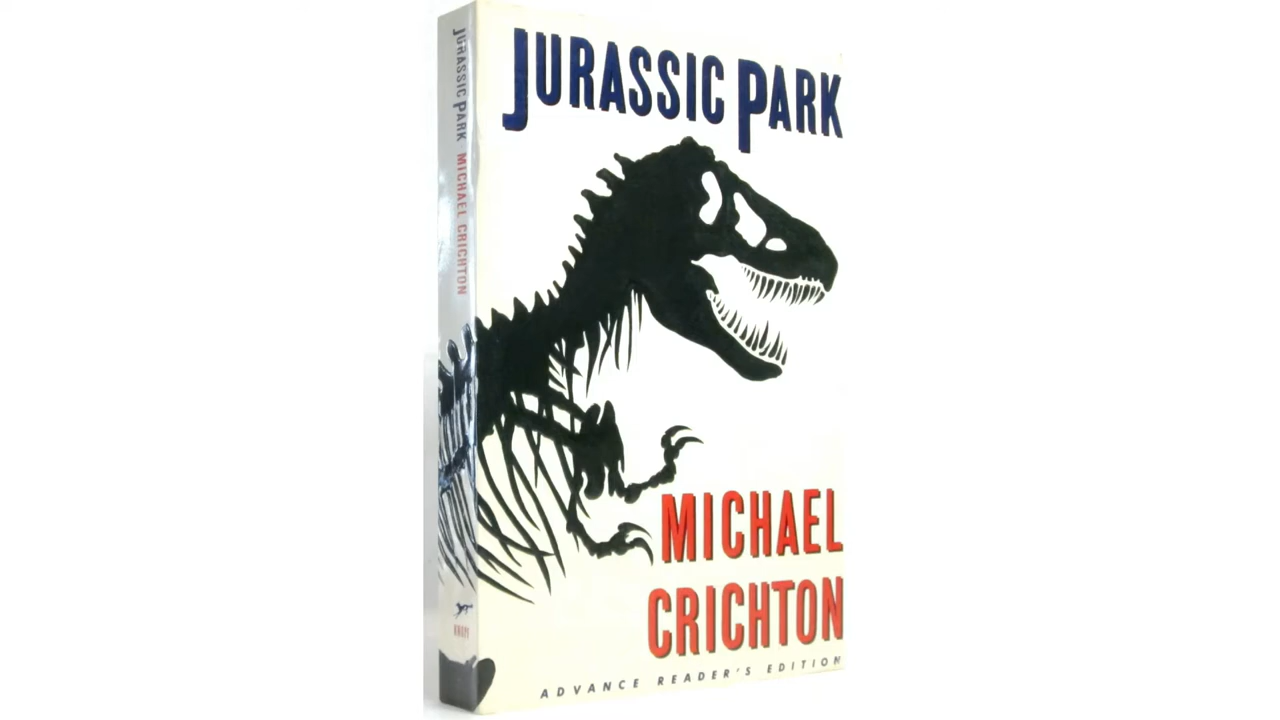 JURASSIC PARK
MICHAEL
CRICHTON
ADVANCE READER'S EDITION
JURASSIC PARK MICHAEL CRICHTON
KNOPF